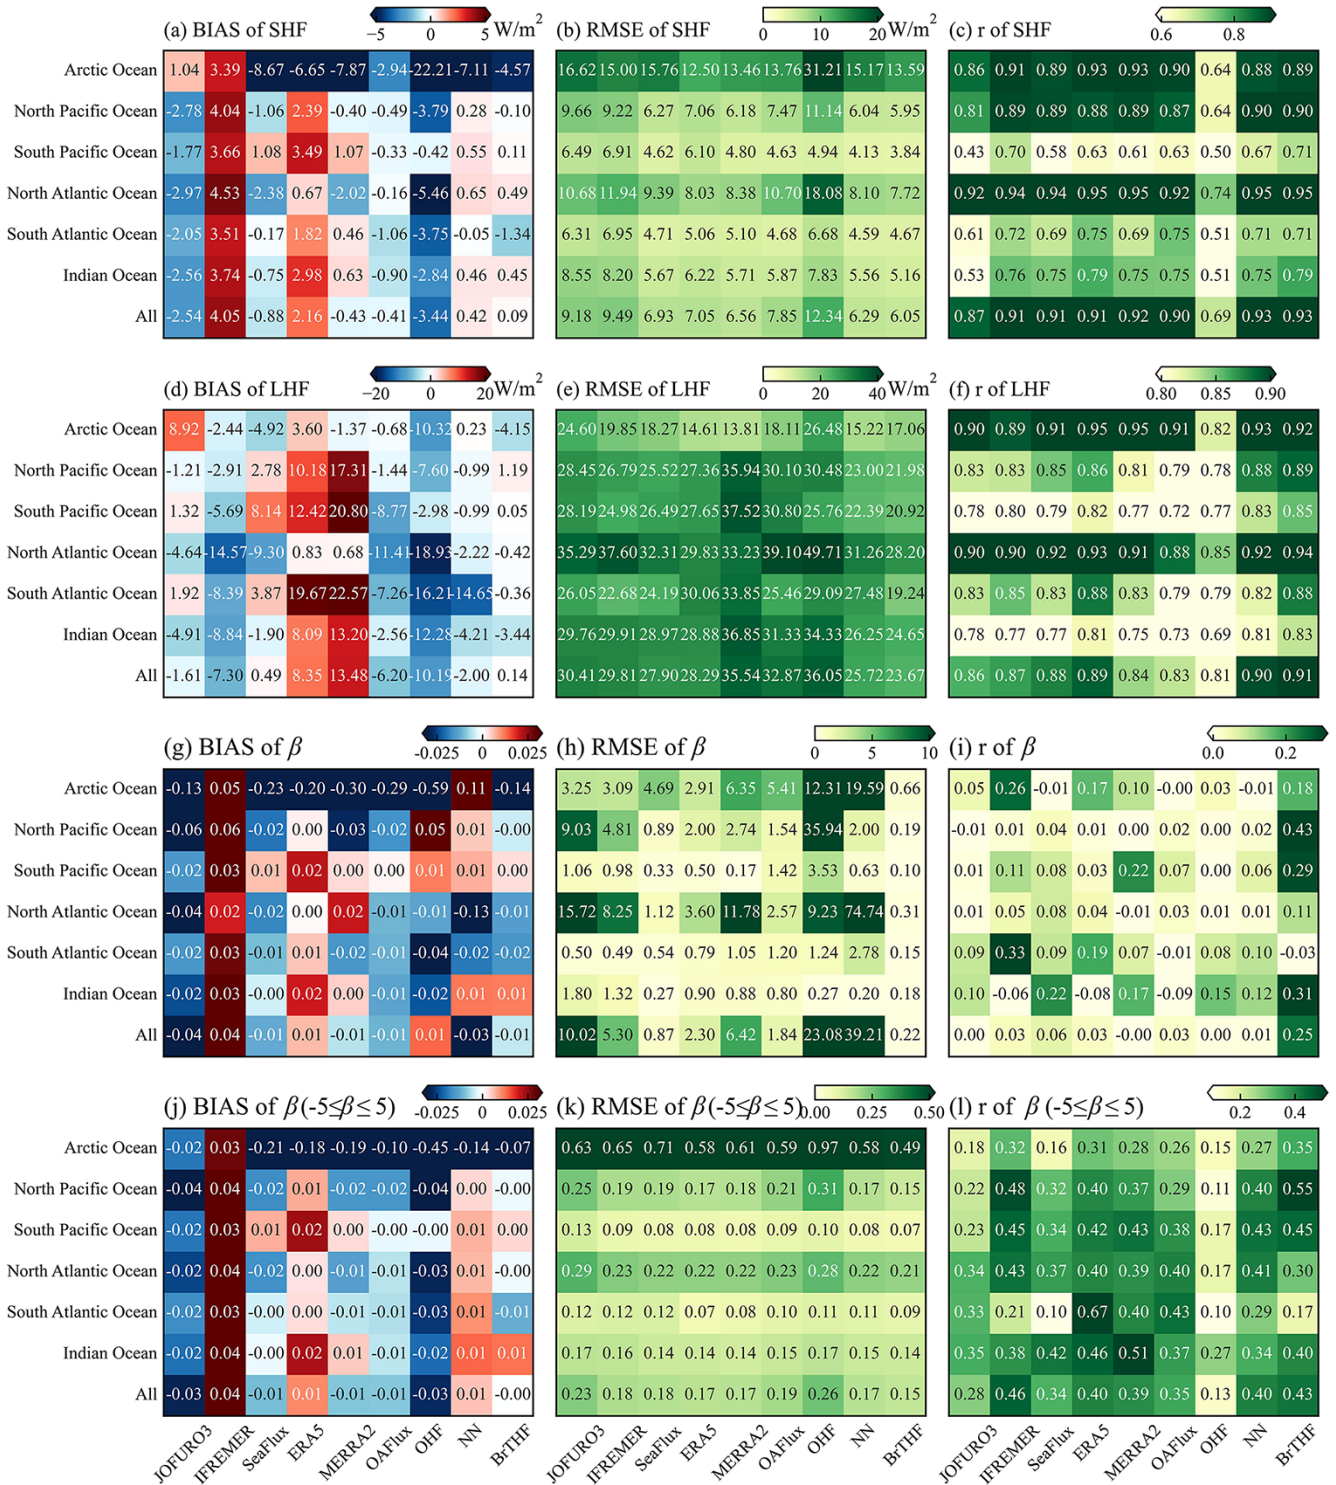 (a) BIAS of SHF
−5 0 5 W/m²
(b) RMSE of SHF
0 10 20 W/m²
(c) r of SHF
0.6 0.8
Arctic Ocean 1.04 3.39 -8.67 -6.65 -7.87 -2.94 -22.21 -7.11 -4.57 16.62 15.00 15.76 12.50 13.46 13.76 31.21 15.17 13.59 0.86 0.91 0.89 0.93 0.93 0.90 0.64 0.88 0.89
North Pacific Ocean -2.78 4.04 -1.06 2.39 -0.40 -0.49 -3.79 0.28 -0.10 9.66 9.22 6.27 7.06 6.18 7.47 11.14 6.04 5.95 0.81 0.89 0.89 0.88 0.89 0.87 0.64 0.90 0.90
South Pacific Ocean -1.77 3.66 1.08 3.49 1.07 -0.33 -0.42 0.55 0.11 6.49 6.91 4.62 6.10 4.80 4.63 4.94 4.13 3.84 0.43 0.70 0.58 0.63 0.61 0.63 0.50 0.67 0.71
North Atlantic Ocean -2.97 4.53 -2.38 0.67 -2.02 -0.16 -5.46 0.65 0.49 10.68 11.94 9.39 8.03 8.38 10.70 18.08 8.10 7.72 0.92 0.94 0.94 0.95 0.95 0.92 0.74 0.95 0.95
South Atlantic Ocean -2.05 3.51 -0.17 1.82 0.46 -1.06 -3.75 -0.05 -1.34 6.31 6.95 4.71 5.06 5.10 4.68 6.68 4.59 4.67 0.61 0.72 0.69 0.75 0.69 0.75 0.51 0.71 0.71
Indian Ocean -2.56 3.74 -0.75 2.98 0.63 -0.90 -2.84 0.46 0.45 8.55 8.20 5.67 6.22 5.71 5.87 7.83 5.56 5.16 0.53 0.76 0.75 0.79 0.75 0.75 0.51 0.75 0.79
All -2.54 4.05 -0.88 2.16 -0.43 -0.41 -3.44 0.42 0.09 9.18 9.49 6.93 7.05 6.56 7.85 12.34 6.29 6.05 0.87 0.91 0.91 0.91 0.92 0.90 0.69 0.93 0.93
(d) BIAS of LHF
−20 0 20 W/m²
(e) RMSE of LHF
0 20 40 W/m²
(f) r of LHF
0.80 0.85 0.90
Arctic Ocean 8.92 -2.44 -4.92 3.60 -1.37 -0.68 -10.32 0.23 -4.15 24.60 19.85 18.27 14.61 13.81 18.11 26.48 15.22 17.06 0.90 0.89 0.91 0.95 0.95 0.91 0.82 0.93 0.92
North Pacific Ocean -1.21 -2.91 2.78 10.18 17.31 -1.44 -7.60 -0.99 1.19 28.45 26.79 25.52 27.36 35.94 30.10 30.48 23.00 21.98 0.83 0.83 0.85 0.86 0.81 0.79 0.78 0.88 0.89
South Pacific Ocean 1.32 -5.69 8.14 12.42 20.80 -8.77 -2.98 -0.99 0.05 28.19 24.98 26.49 27.65 37.52 30.80 25.76 22.39 20.92 0.78 0.80 0.79 0.82 0.77 0.72 0.77 0.83 0.85
North Atlantic Ocean -4.64 -14.57 -9.30 0.83 0.68 -11.41 -18.93 -2.22 -0.42 35.29 37.60 32.31 29.83 33.23 39.10 49.71 31.26 28.20 0.90 0.90 0.92 0.93 0.91 0.88 0.85 0.92 0.94
South Atlantic Ocean 1.92 -8.39 3.87 19.67 22.57 -7.26 -16.21 -14.65 -0.36 26.05 22.68 24.19 30.06 33.85 25.46 29.09 27.48 19.24 0.83 0.85 0.83 0.88 0.83 0.79 0.79 0.82 0.88
Indian Ocean -4.91 -8.84 -1.90 8.09 13.20 -2.56 -12.28 -4.21 -3.44 29.76 29.91 28.97 28.88 36.85 31.33 34.33 26.25 24.65 0.78 0.77 0.77 0.81 0.75 0.73 0.69 0.81 0.83
All -1.61 -7.30 0.49 8.35 13.48 -6.20 -10.19 -2.00 0.14 30.41 29.81 27.90 28.29 35.54 32.87 36.05 25.72 23.67 0.86 0.87 0.88 0.89 0.84 0.83 0.81 0.90 0.91
(g) BIAS of β
-0.025 0 0.025
(h) RMSE of β
0 5 10
(i) r of β
0.0 0.2
Arctic Ocean -0.13 0.05 -0.23 -0.20 -0.30 -0.29 -0.59 0.11 -0.14 3.25 3.09 4.69 2.91 6.35 5.41 12.31 19.59 0.66 0.05 0.26 -0.01 0.17 0.10 -0.00 0.03 -0.01 0.18
North Pacific Ocean -0.06 0.06 -0.02 0.00 -0.03 -0.02 0.05 0.01 -0.00 9.03 4.81 0.89 2.00 2.74 1.54 35.94 2.00 0.19 -0.01 0.01 0.04 0.01 0.00 0.02 0.00 0.02 0.43
South Pacific Ocean -0.02 0.03 0.01 0.02 0.00 0.00 0.01 0.01 0.00 1.06 0.98 0.33 0.50 0.17 1.42 3.53 0.63 0.10 0.01 0.11 0.08 0.03 0.22 0.07 0.00 0.06 0.29
North Atlantic Ocean -0.04 0.02 -0.02 0.00 0.02 -0.01 -0.01 -0.13 -0.01 15.72 8.25 1.12 3.60 11.78 2.57 9.23 74.74 0.31 0.01 0.05 0.08 0.04 -0.01 0.03 0.01 0.01 0.11
South Atlantic Ocean -0.02 0.03 -0.01 0.01 -0.02 -0.01 -0.04 -0.02 -0.02 0.50 0.49 0.54 0.79 1.05 1.20 1.24 2.78 0.15 0.09 0.33 0.09 0.19 0.07 -0.01 0.08 0.10 -0.03
Indian Ocean -0.02 0.03 -0.00 0.02 0.00 -0.01 -0.02 0.01 0.01 1.80 1.32 0.27 0.90 0.88 0.80 0.27 0.20 0.18 0.10 -0.06 0.22 -0.08 0.17 -0.09 0.15 0.12 0.31
All -0.04 0.04 -0.01 0.01 -0.01 -0.01 0.01 -0.03 -0.01 10.02 5.30 0.87 2.30 6.42 1.84 23.08 39.21 0.22 0.00 0.03 0.06 0.03 -0.00 0.03 0.00 0.01 0.25
(j) BIAS of β(-5≤β≤5)
-0.025 0 0.025
(k) RMSE of β(-5≤β≤5)
0.00 0.25 0.50
(l) r of β (-5≤β≤5)
0.2 0.4
Arctic Ocean -0.02 0.03 -0.21 -0.18 -0.19 -0.10 -0.45 -0.14 -0.07 0.63 0.65 0.71 0.58 0.61 0.59 0.97 0.58 0.49 0.18 0.32 0.16 0.31 0.28 0.26 0.15 0.27 0.35
North Pacific Ocean -0.04 0.04 -0.02 0.01 -0.02 -0.02 -0.04 0.00 -0.00 0.25 0.19 0.19 0.17 0.18 0.21 0.31 0.17 0.15 0.22 0.48 0.32 0.40 0.37 0.29 0.11 0.40 0.55
South Pacific Ocean -0.02 0.03 0.01 0.02 0.00 -0.00 -0.00 0.01 0.00 0.13 0.09 0.08 0.08 0.08 0.09 0.10 0.08 0.07 0.23 0.45 0.34 0.42 0.43 0.38 0.17 0.43 0.45
North Atlantic Ocean -0.02 0.04 -0.02 0.00 -0.01 -0.01 -0.03 0.01 -0.00 0.29 0.23 0.22 0.22 0.22 0.23 0.28 0.22 0.21 0.34 0.43 0.37 0.40 0.39 0.40 0.17 0.41 0.30
South Atlantic Ocean -0.02 0.03 -0.00 0.00 -0.01 -0.01 -0.03 0.01 -0.01 0.12 0.12 0.12 0.07 0.08 0.10 0.11 0.11 0.09 0.33 0.21 0.10 0.67 0.40 0.43 0.10 0.29 0.17
Indian Ocean -0.02 0.04 -0.00 0.02 0.01 -0.01 -0.02 0.01 0.01 0.17 0.16 0.14 0.14 0.14 0.15 0.17 0.15 0.14 0.35 0.38 0.42 0.46 0.51 0.37 0.27 0.34 0.40
All -0.03 0.04 -0.01 0.01 -0.01 -0.01 -0.03 0.01 -0.00 0.23 0.18 0.18 0.17 0.17 0.19 0.26 0.17 0.15 0.28 0.46 0.34 0.40 0.39 0.35 0.13 0.40 0.43
JOFURO3 IFREMER SeaFlux ERA5 MERRA2 OAFlux OHF NN BrTHF JOFURO3 IFREMER SeaFlux ERA5 MERRA2 OAFlux OHF NN BrTHF JOFURO3 IFREMER SeaFlux ERA5 MERRA2 OAFlux OHF NN BrTHF